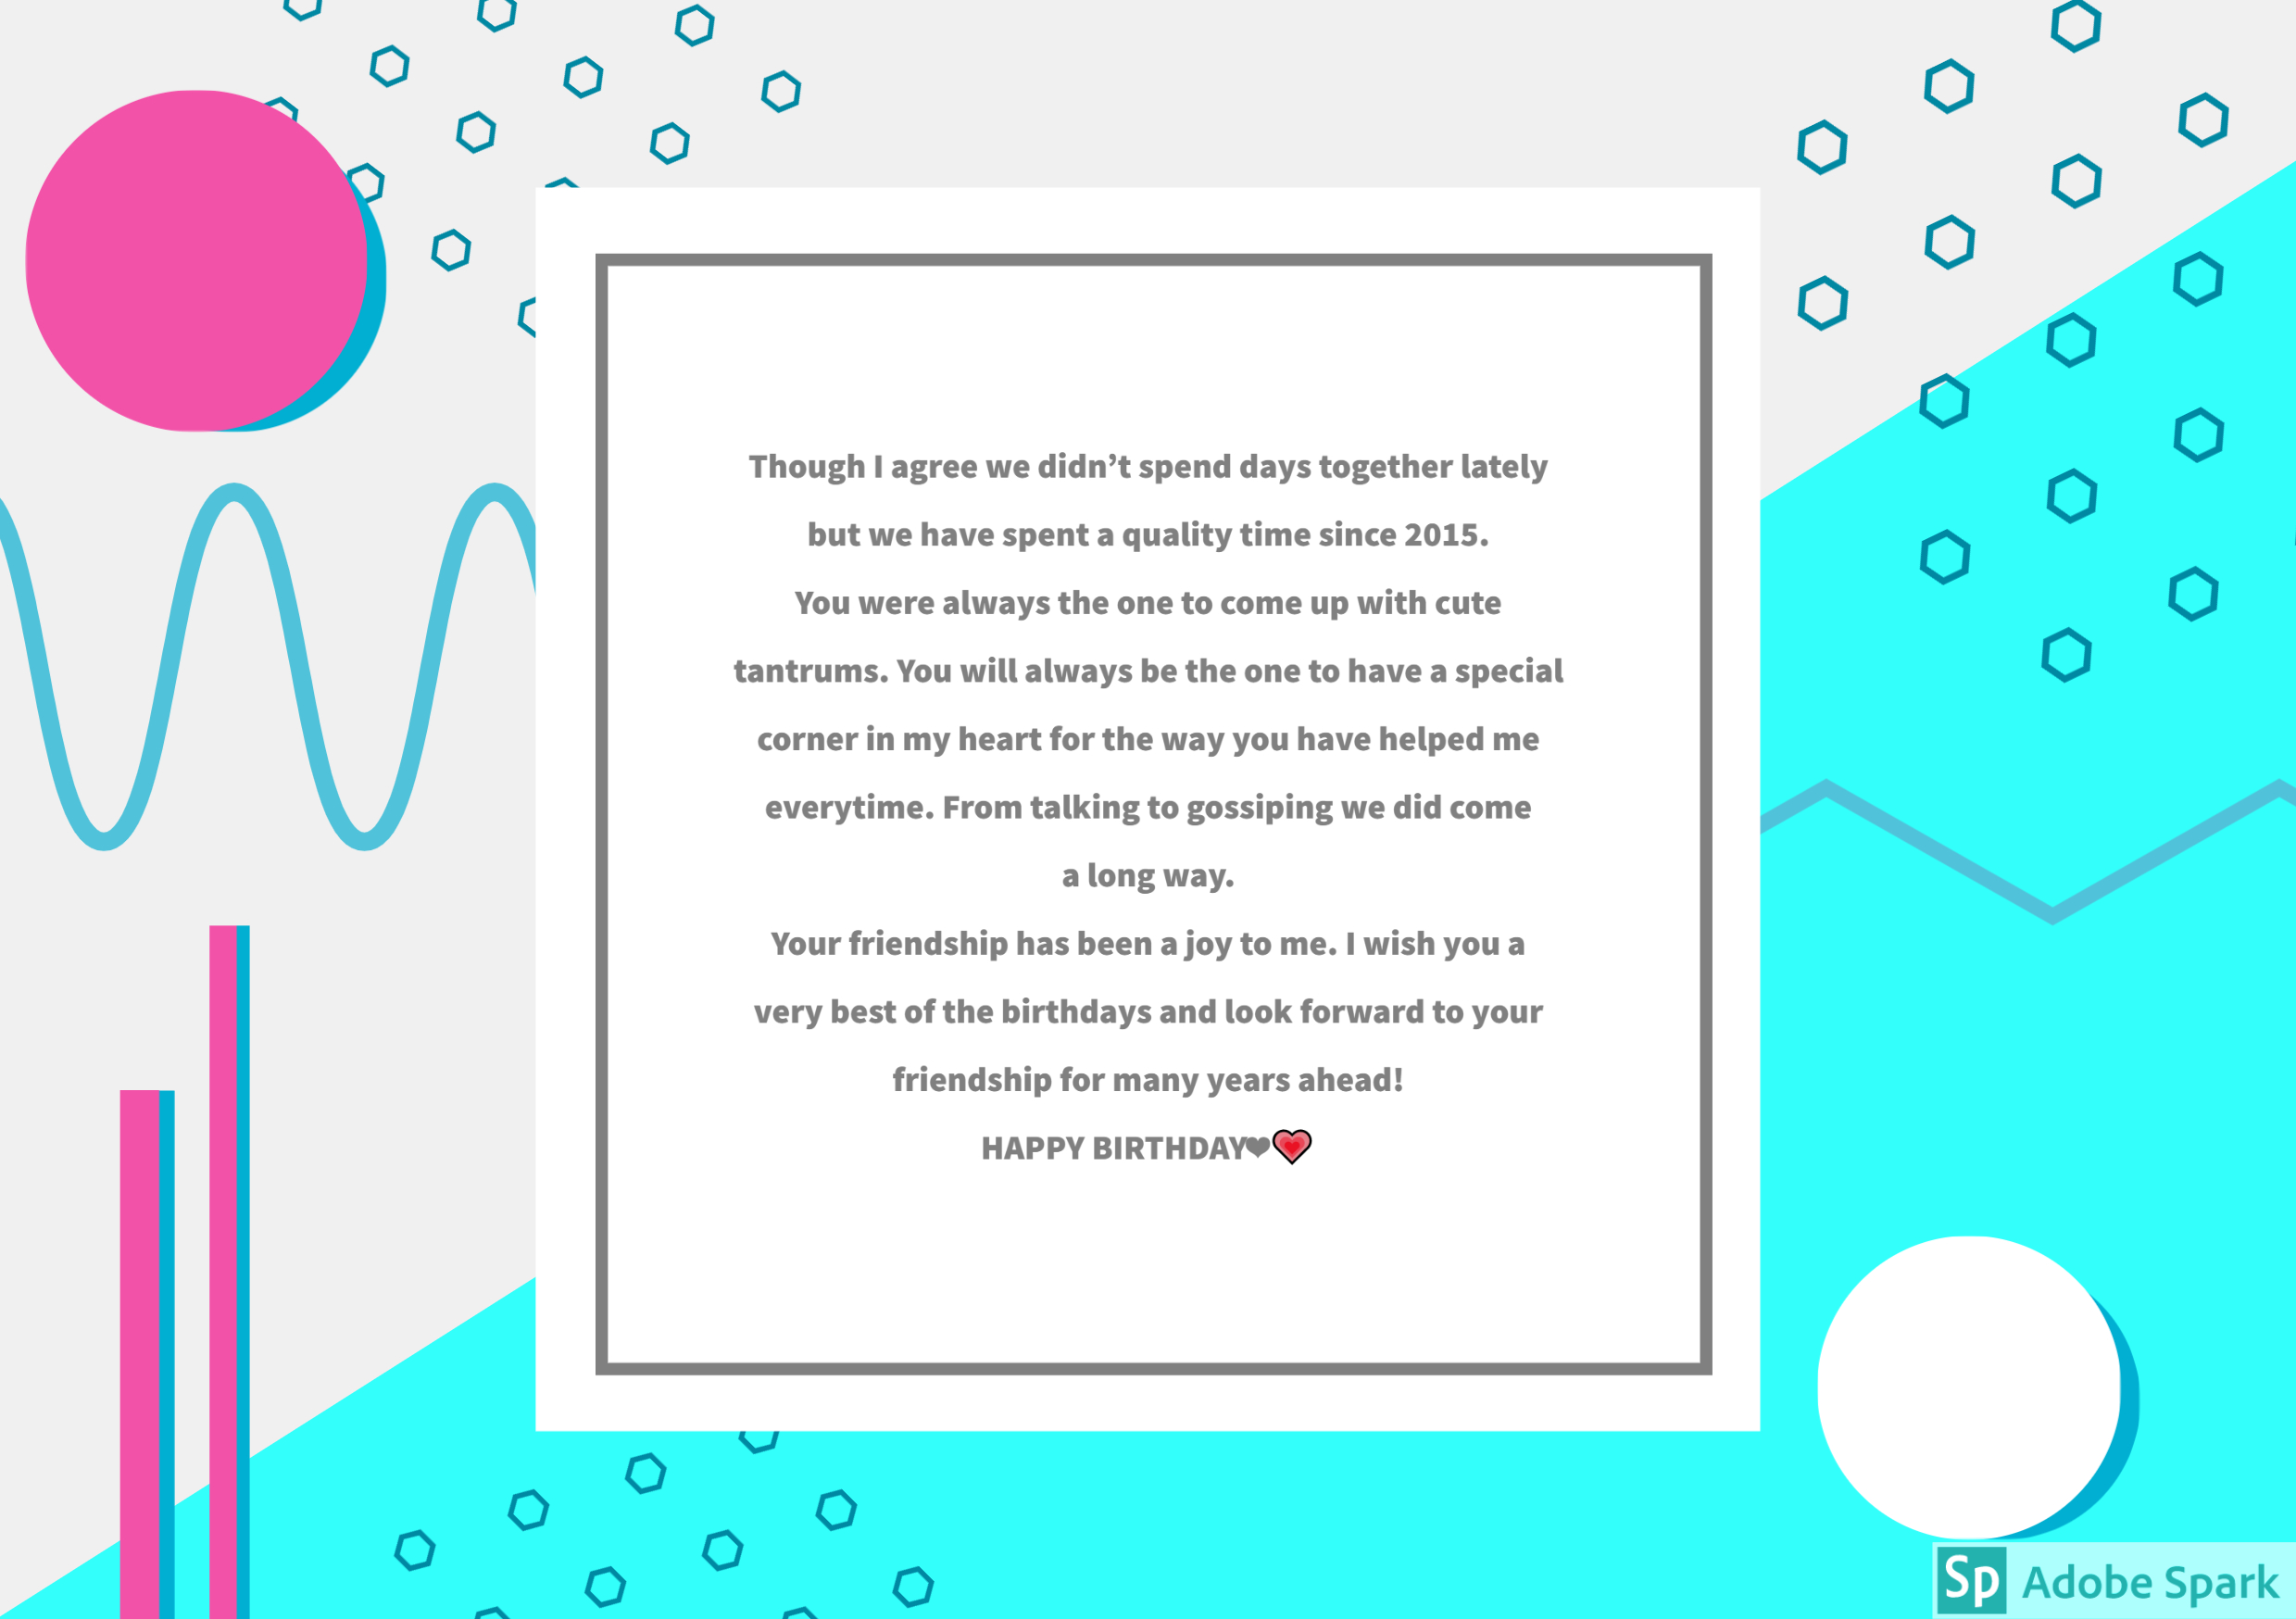 Though I agree we didn’t spend days together lately
but we have spent a quality time since 2015.
You were always the one to come up with cute
tantrums. You will always be the one to have a special
corner in my heart for the way you have helped me
everytime. From talking to gossiping we did come
a long way.
Your friendship has been a joy to me. I wish you a
very best of the birthdays and look forward to your
friendship for many years ahead!
HAPPY BIRTHDAY❤💗
Sp Adobe Spark